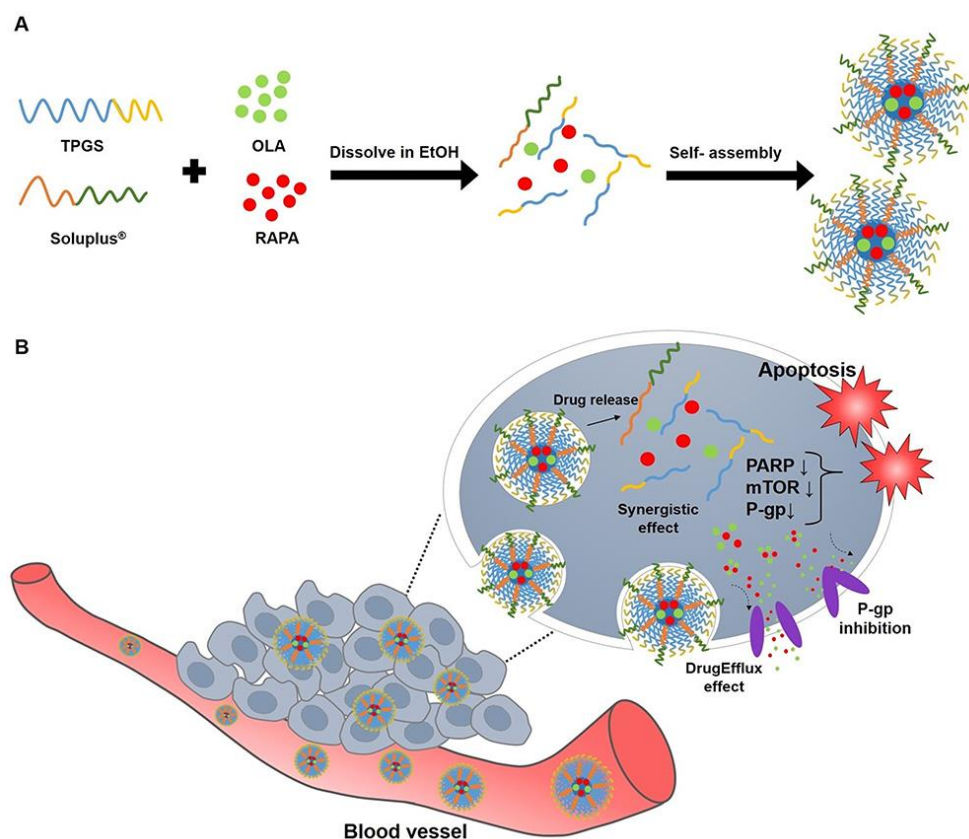 A
TPGS
OLA
Dissolve in EtOH
Self- assembly
Soluplus®
RAPA
B
Apoptosis
Drug release
PARP ↓
mTOR ↓
P-gp↓
Synergistic
effect
P-gp
inhibition
DrugEfflux
effect
Blood vessel